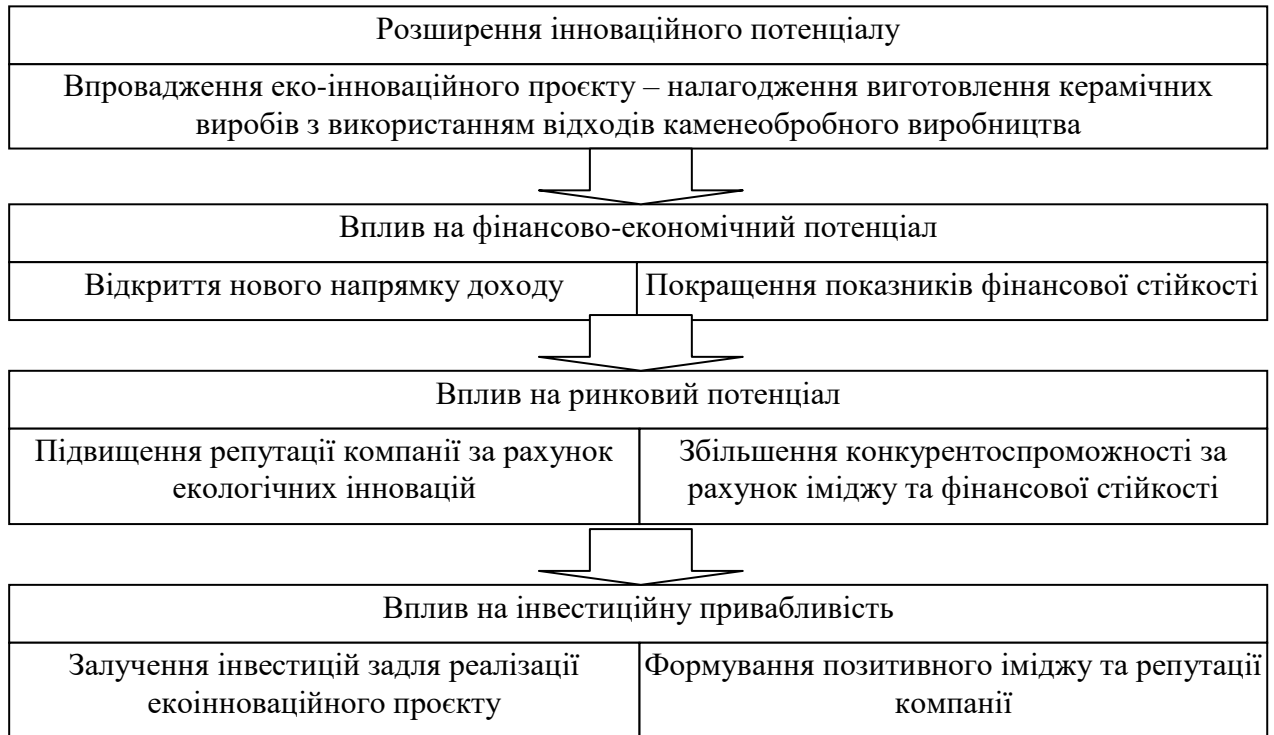 Розширення інноваційного потенціалу
Впровадження еко-інноваційного проєкту – налагодження виготовлення керамічних
виробів з використанням відходів каменеобробного виробництва
Вплив на фінансово-економічний потенціал
Відкриття нового напрямку доходу
Покращення показників фінансової стійкості
Вплив на ринковий потенціал
Підвищення репутації компанії за рахунок
екологічних інновацій
Збільшення конкурентоспроможності за
рахунок іміджу та фінансової стійкості
Вплив на інвестиційну привабливість
Залучення інвестицій задля реалізації
екоінноваційного проєкту
Формування позитивного іміджу та репутації
компанії